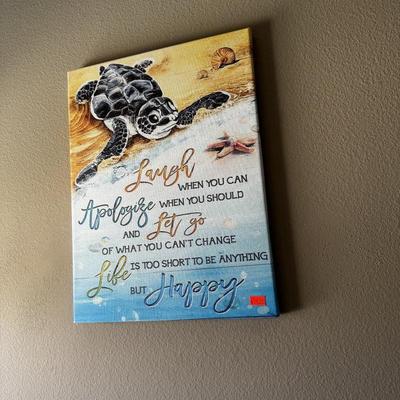 Laugh
WHEN YOU CAN
Apologize WHEN YOU SHOULD
AND Let go
OF WHAT YOU CAN'T CHANGE
Life IS TOO SHORT TO BE ANYTHING
BUT Happy